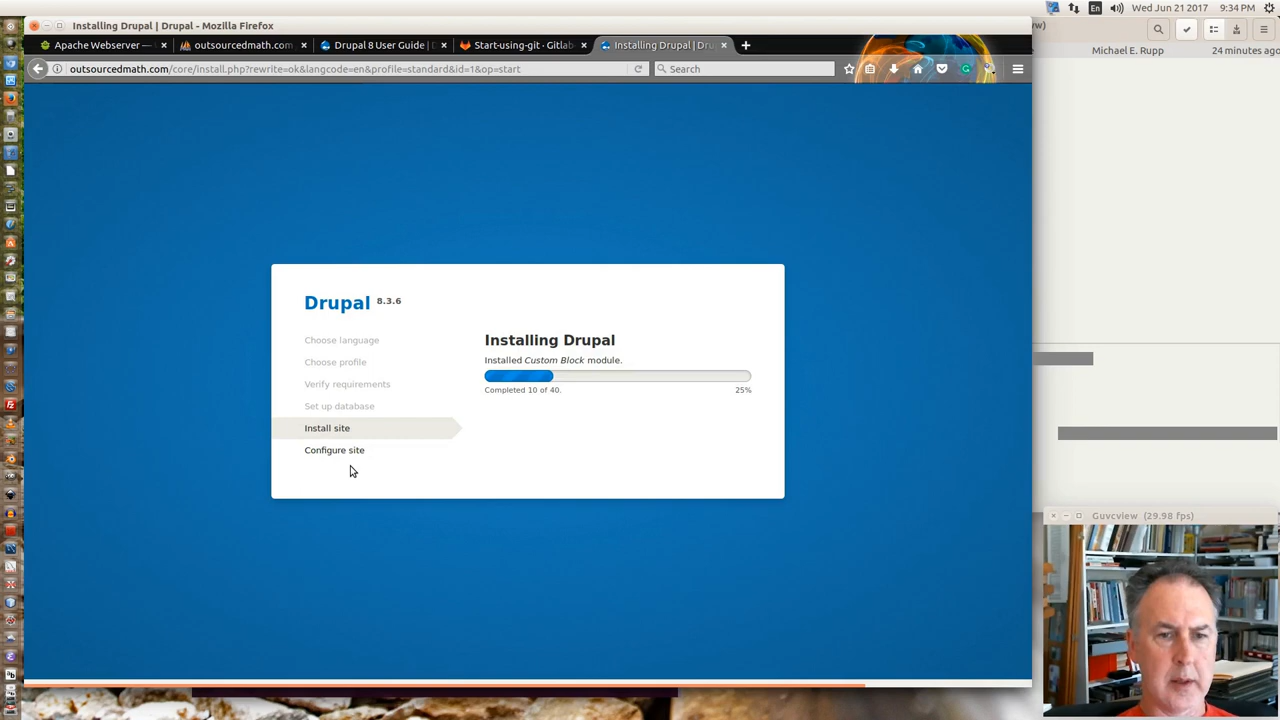 Installing Drupal | Drupal - Mozilla Firefox
En
Wed Jun 21 2017
9:34 PM
Apache Webserver —
outsourcedmath.com
Drupal 8 User Guide | D
Start-using-git · Gitlab
Installing Drupal | Dru
Michael E. Rupp
24 minutes ago
outsourcedmath.com/core/install.php?rewrite=ok&langcode=en&profile=standard&id=1&op=start
Search
Drupal 8.3.6
Choose language
Choose profile
Verify requirements
Set up database
Install site
Configure site
Installing Drupal
Installed Custom Block module.
Completed 10 of 40.
25%
Guvcview (29.98 fps)